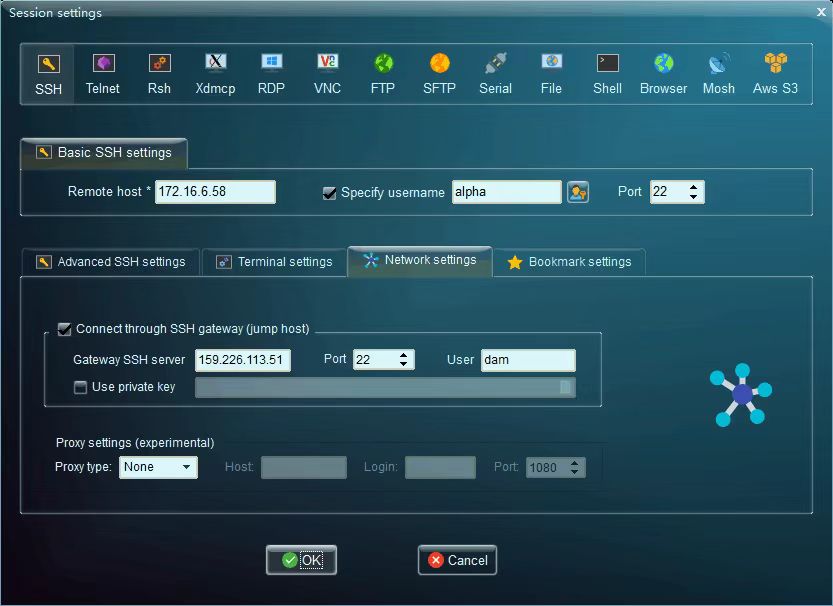 Session settings
x
SSH Telnet Rsh Xdmcp RDP VNC FTP SFTP Serial File Shell Browser Mosh Aws S3
Basic SSH settings
Remote host * 172.16.6.58 Specify username alpha Port 22
Advanced SSH settings Terminal settings Network settings Bookmark settings
Connect through SSH gateway (jump host)
Gateway SSH server 159.226.113.51 Port 22 User dam
Use private key
Proxy settings (experimental)
Proxy type: None Host: Login: Port: 1080
OK Cancel